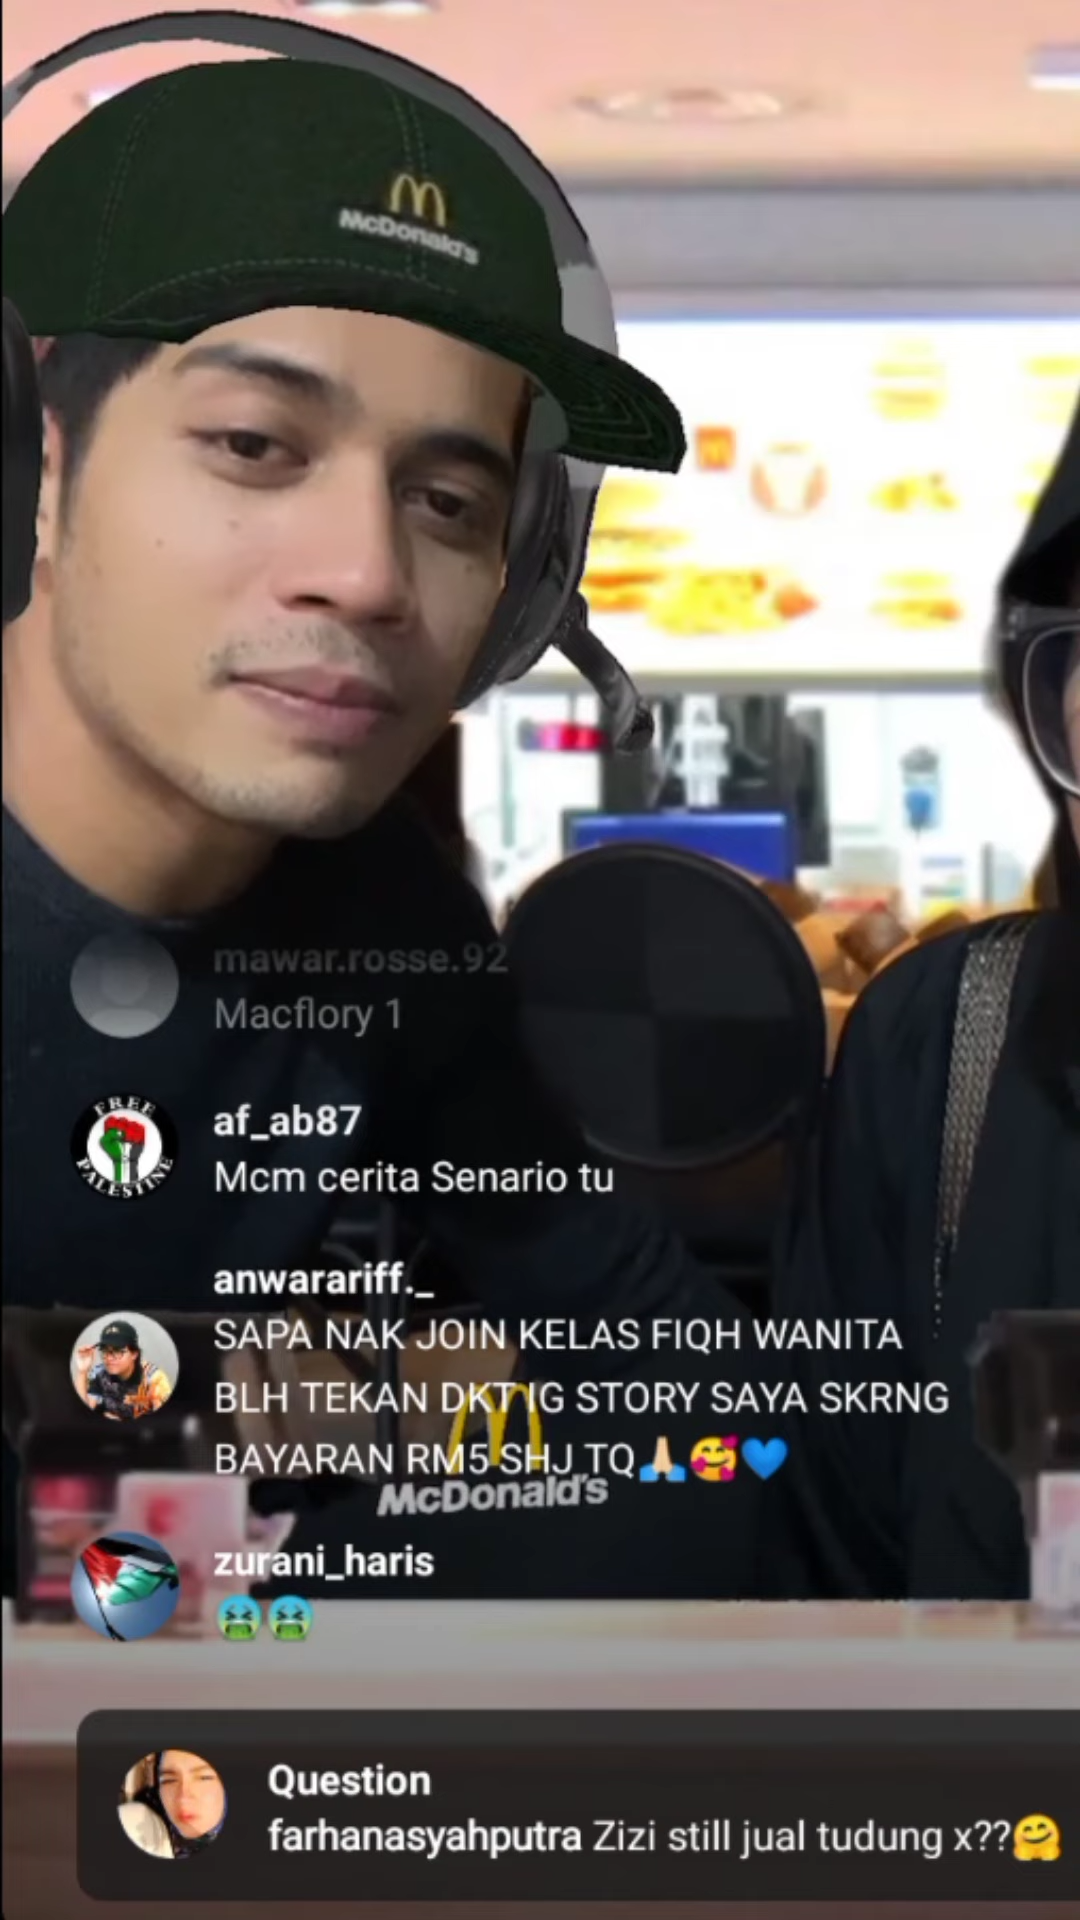 McDonald's
mawar.rosse.92
Macflory 1
FREE
PALESTINE
af_ab87
Mcm cerita Senario tu
anwarariff._
SAPA NAK JOIN KELAS FIQH WANITA
BLH TEKAN DKT IG STORY SAYA SKRNG
BAYARAN RM5 SHJ TQ🙏🏻🥰💙
McDonald's
zurani_haris
🤮🤮
Question
farhanasyahputra Zizi still jual tudung x??🤗